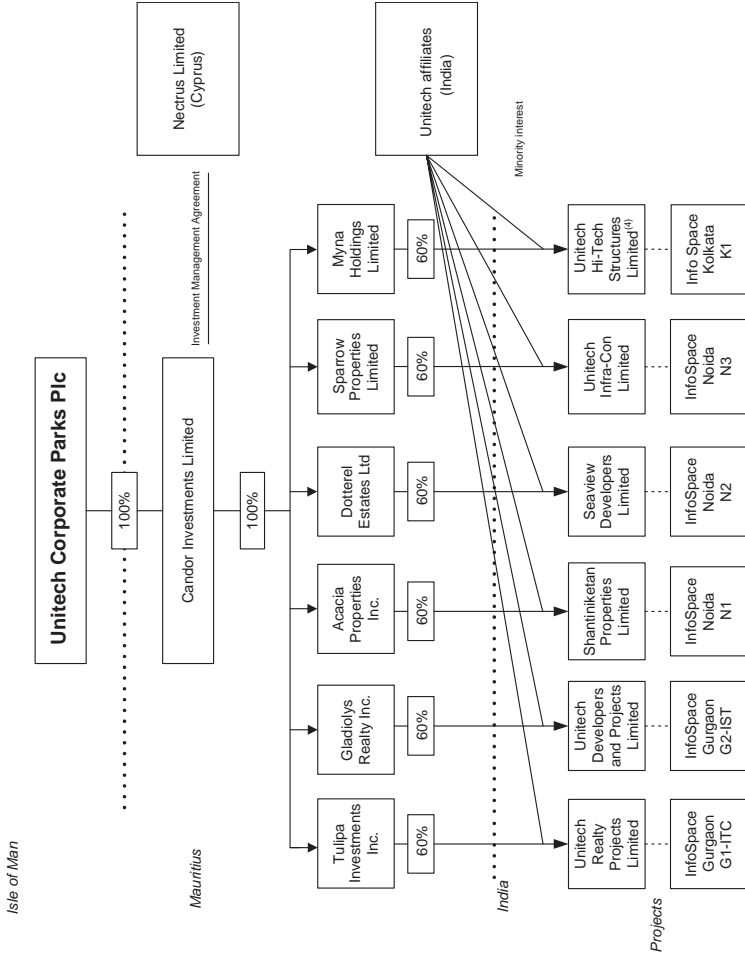 Isle of Man
Unitech Corporate Parks Plc
100%
Mauritius
Candor Investments Limited
Investment Management Agreement
Nectrus Limited
(Cyprus)
100%
Tulipa
Investments
Inc.
Gladiolys
Realty Inc.
Acacia
Properties
Inc.
Dotterel
Estates Ltd
Sparrow
Properties
Limited
Myna
Holdings
Limited
Unitech affiliates
(India)
60%
60%
60%
60%
60%
60%
India
Minority interest
Unitech
Realty
Projects
Limited
Unitech
Developers
and Projects
Limited
Shantiniketan
Properties
Limited
Seaview
Developers
Limited
Unitech
Infra-Con
Limited
Unitech
Hi-Tech
Structures
Limited(4)
Projects
InfoSpace
Gurgaon
G1-ITC
InfoSpace
Gurgaon
G2-IST
InfoSpace
Noida
N1
InfoSpace
Noida
N2
InfoSpace
Noida
N3
Info Space
Kolkata
K1